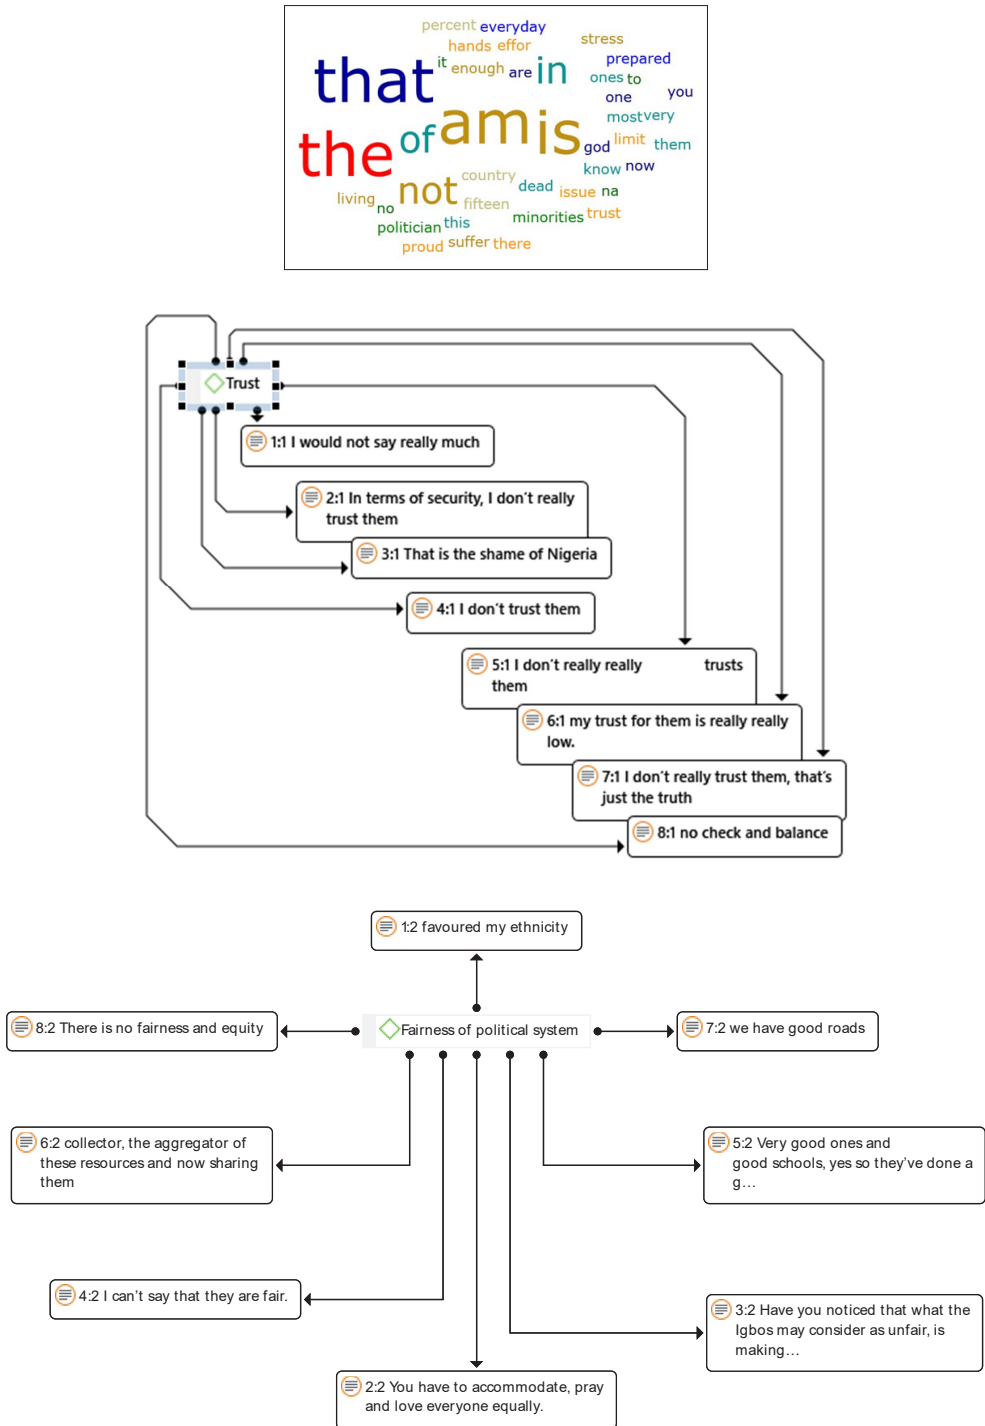 percent everyday
hands effor
stress
that it enough are in
prepared
ones to
one you
most very
the of am is
god limit them
know now
country
living no not dead issue na
fifteen
politician this minorities trust
proud suffer there
Trust
1:1 I would not say really much
2:1 In terms of security, I don't really
trust them
3:1 That is the shame of Nigeria
4:1 I don't trust them
5:1 I don't really really trusts
them
6:1 my trust for them is really really
low.
7:1 I don't really trust them, that's
just the truth
8:1 no check and balance
1:2 favoured my ethnicity
8:2 There is no fairness and equity
Fairness of political system
7:2 we have good roads
6:2 collector, the aggregator of
these resources and now sharing
them
5:2 Very good ones and
good schools, yes so they've done a
g...
4:2 I can't say that they are fair.
3:2 Have you noticed that what the
Igbos may consider as unfair, is
making...
2:2 You have to accommodate, pray
and love everyone equally.